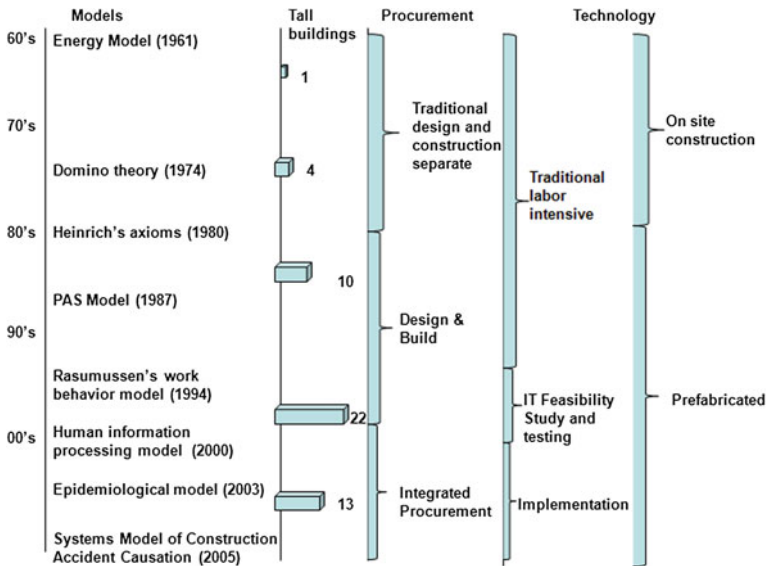 Models
Tall
buildings
Procurement
Technology
60's
Energy Model (1961)
1
70's
Traditional
design and
construction
separate
On site
construction
Domino theory (1974)
4
Traditional
labor
intensive
80's
Heinrich's axioms (1980)
10
PAS Model (1987)
Design &
Build
90's
Rasumussen's work
behavior model (1994)
22
IT Feasibility
Study and
testing
Prefabricated
00's
Human information
processing model (2000)
Epidemiological model (2003)
13
Integrated
Procurement
Implementation
Systems Model of Construction
Accident Causation (2005)